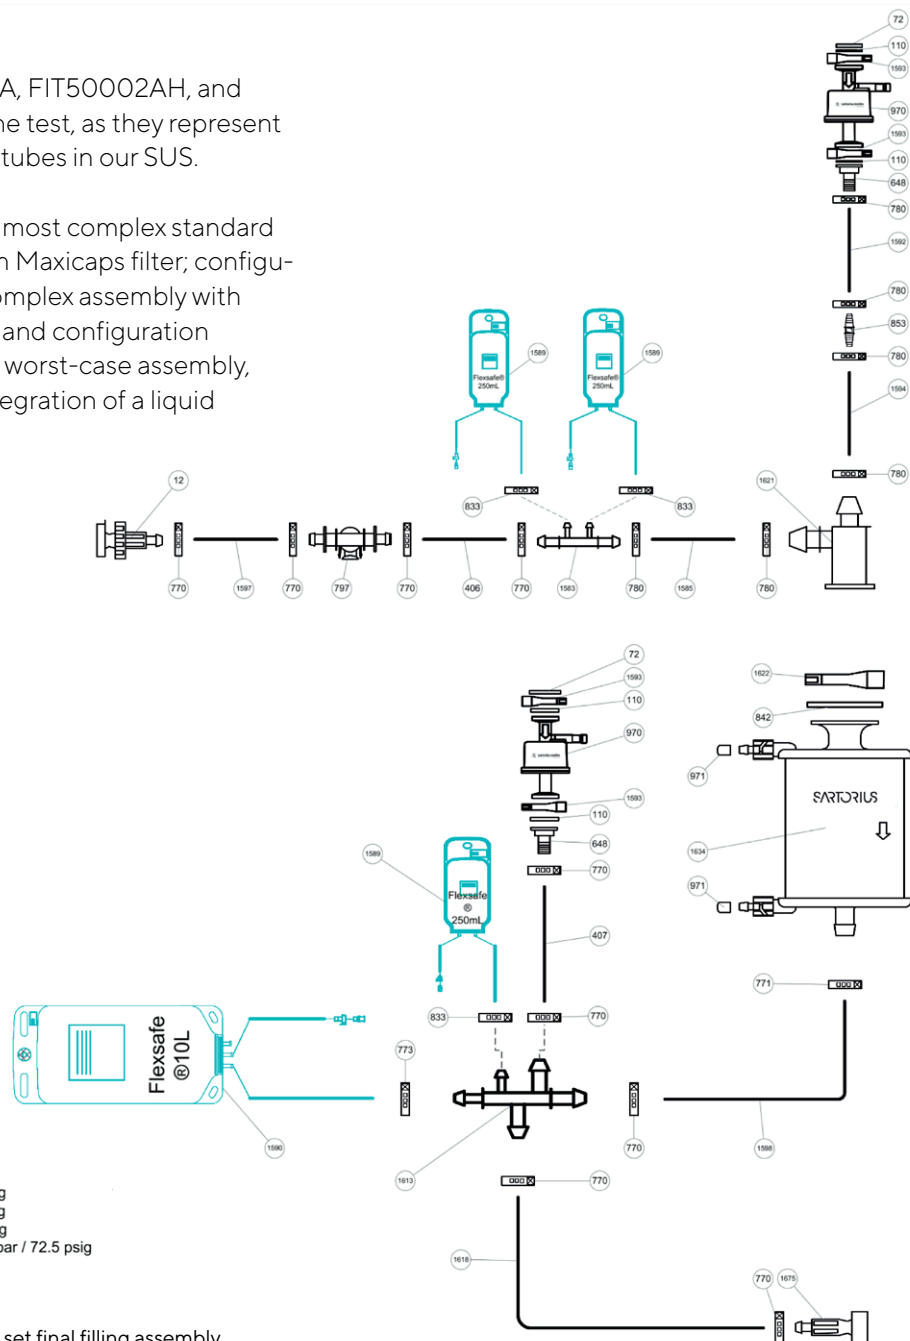 A, FIT50002AH, and
ne test, as they represent
tubes in our SUS.
most complex standard
n Maxicaps filter; configu-
omplex assembly with
and configuration
worst-case assembly,
egration of a liquid
72
110
1593
970
1593
110
648
780
1592
780
853
780
1594
780
1621
1589
1589
Flexsafe®
250mL
Flexsafe®
250mL
833
833
12
770
1597
770
797
770
406
770
1583
780
1585
780
72
1593
110
970
1593
110
648
770
407
770
1622
842
971
SARTORIUS
1634
971
771
1589
Flexsafe
®
250mL
833
773
Flexsafe
®10L
1590
1613
770
1598
770
g
g
g
bar / 72.5 psig
1618
770
1675
set final filling assembly